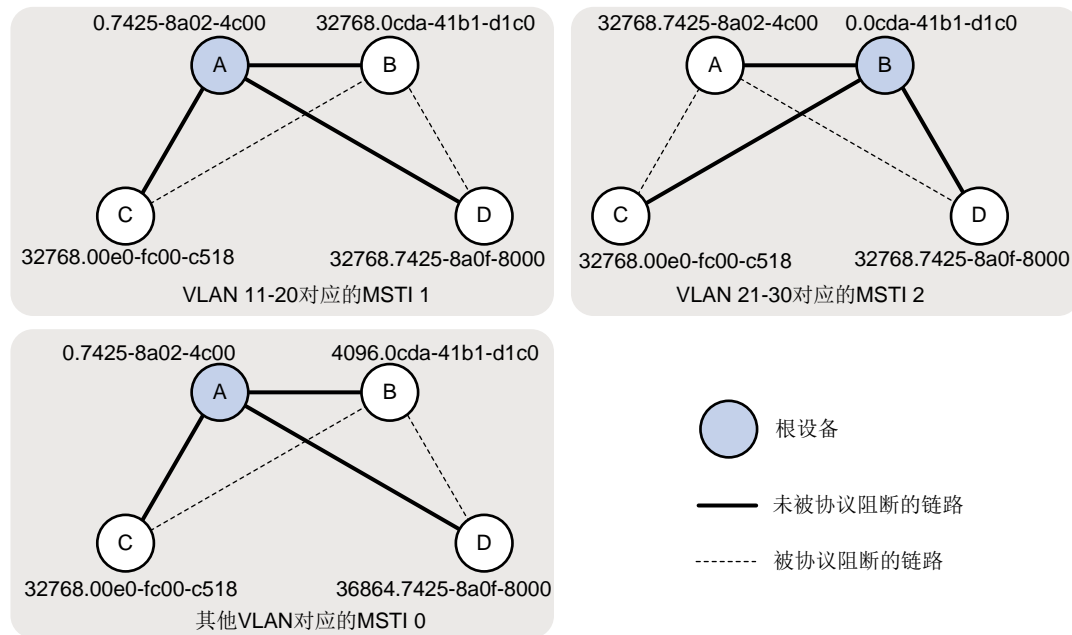 0.7425-8a02-4c00
32768.0cda-41b1-d1c0
A
B
C
D
32768.00e0-fc00-c518
32768.7425-8a0f-8000
VLAN 11-20对应的MSTI 1
32768.7425-8a02-4c00
0.0cda-41b1-d1c0
A
B
C
D
32768.00e0-fc00-c518
32768.7425-8a0f-8000
VLAN 21-30对应的MSTI 2
0.7425-8a02-4c00
4096.0cda-41b1-d1c0
A
B
C
D
32768.00e0-fc00-c518
36864.7425-8a0f-8000
其他VLAN对应的MSTI 0
根设备
未被协议阻断的链路
被协议阻断的链路